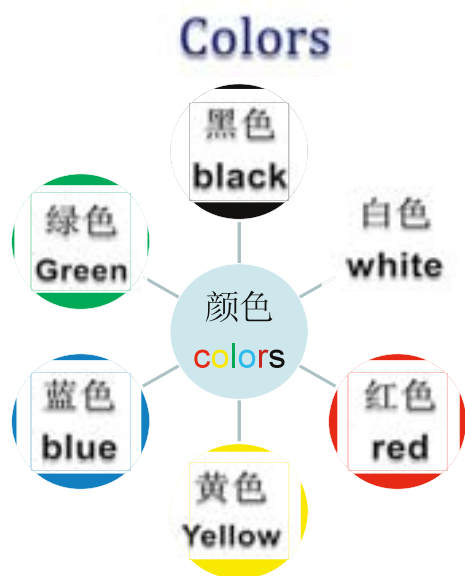 Colors
黑色
black
白色
white
红色
red
黄色
Yellow
蓝色
blue
绿色
Green
颜色
colors